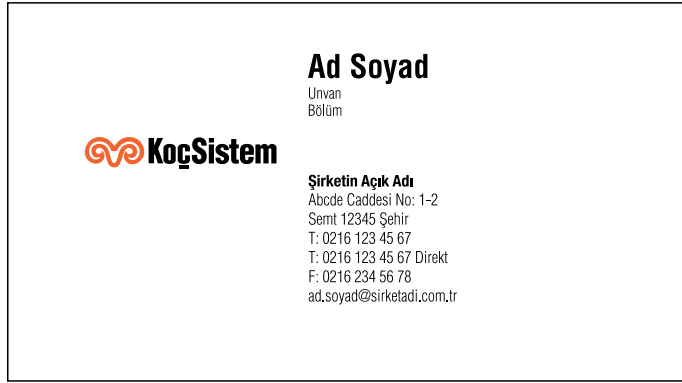 Ad Soyad
Unvan
Bölüm
KoçSistem
Şirketin Açık Adı
Abcde Caddesi No: 1-2
Semt 12345 Şehir
T: 0216 123 45 67
T: 0216 123 45 67 Direkt
F: 0216 234 56 78
ad.soyad@sirketadi.com.tr